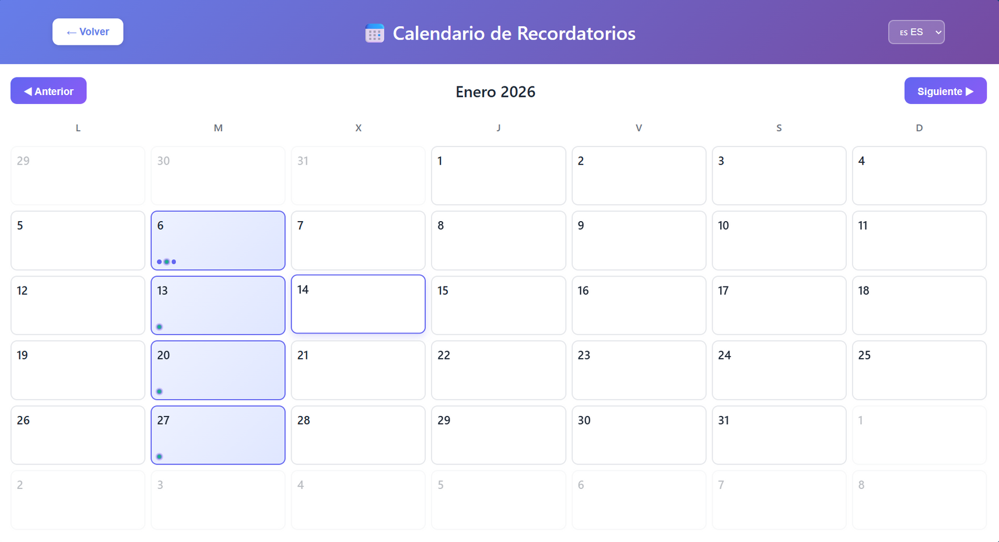 ← Volver
Calendario de Recordatorios
ES ES
◀ Anterior
Enero 2026
Siguiente ▶
L M X J V S D
29 30 31 1 2 3 4
5 6 7 8 9 10 11
12 13 14 15 16 17 18
19 20 21 22 23 24 25
26 27 28 29 30 31 1
2 3 4 5 6 7 8